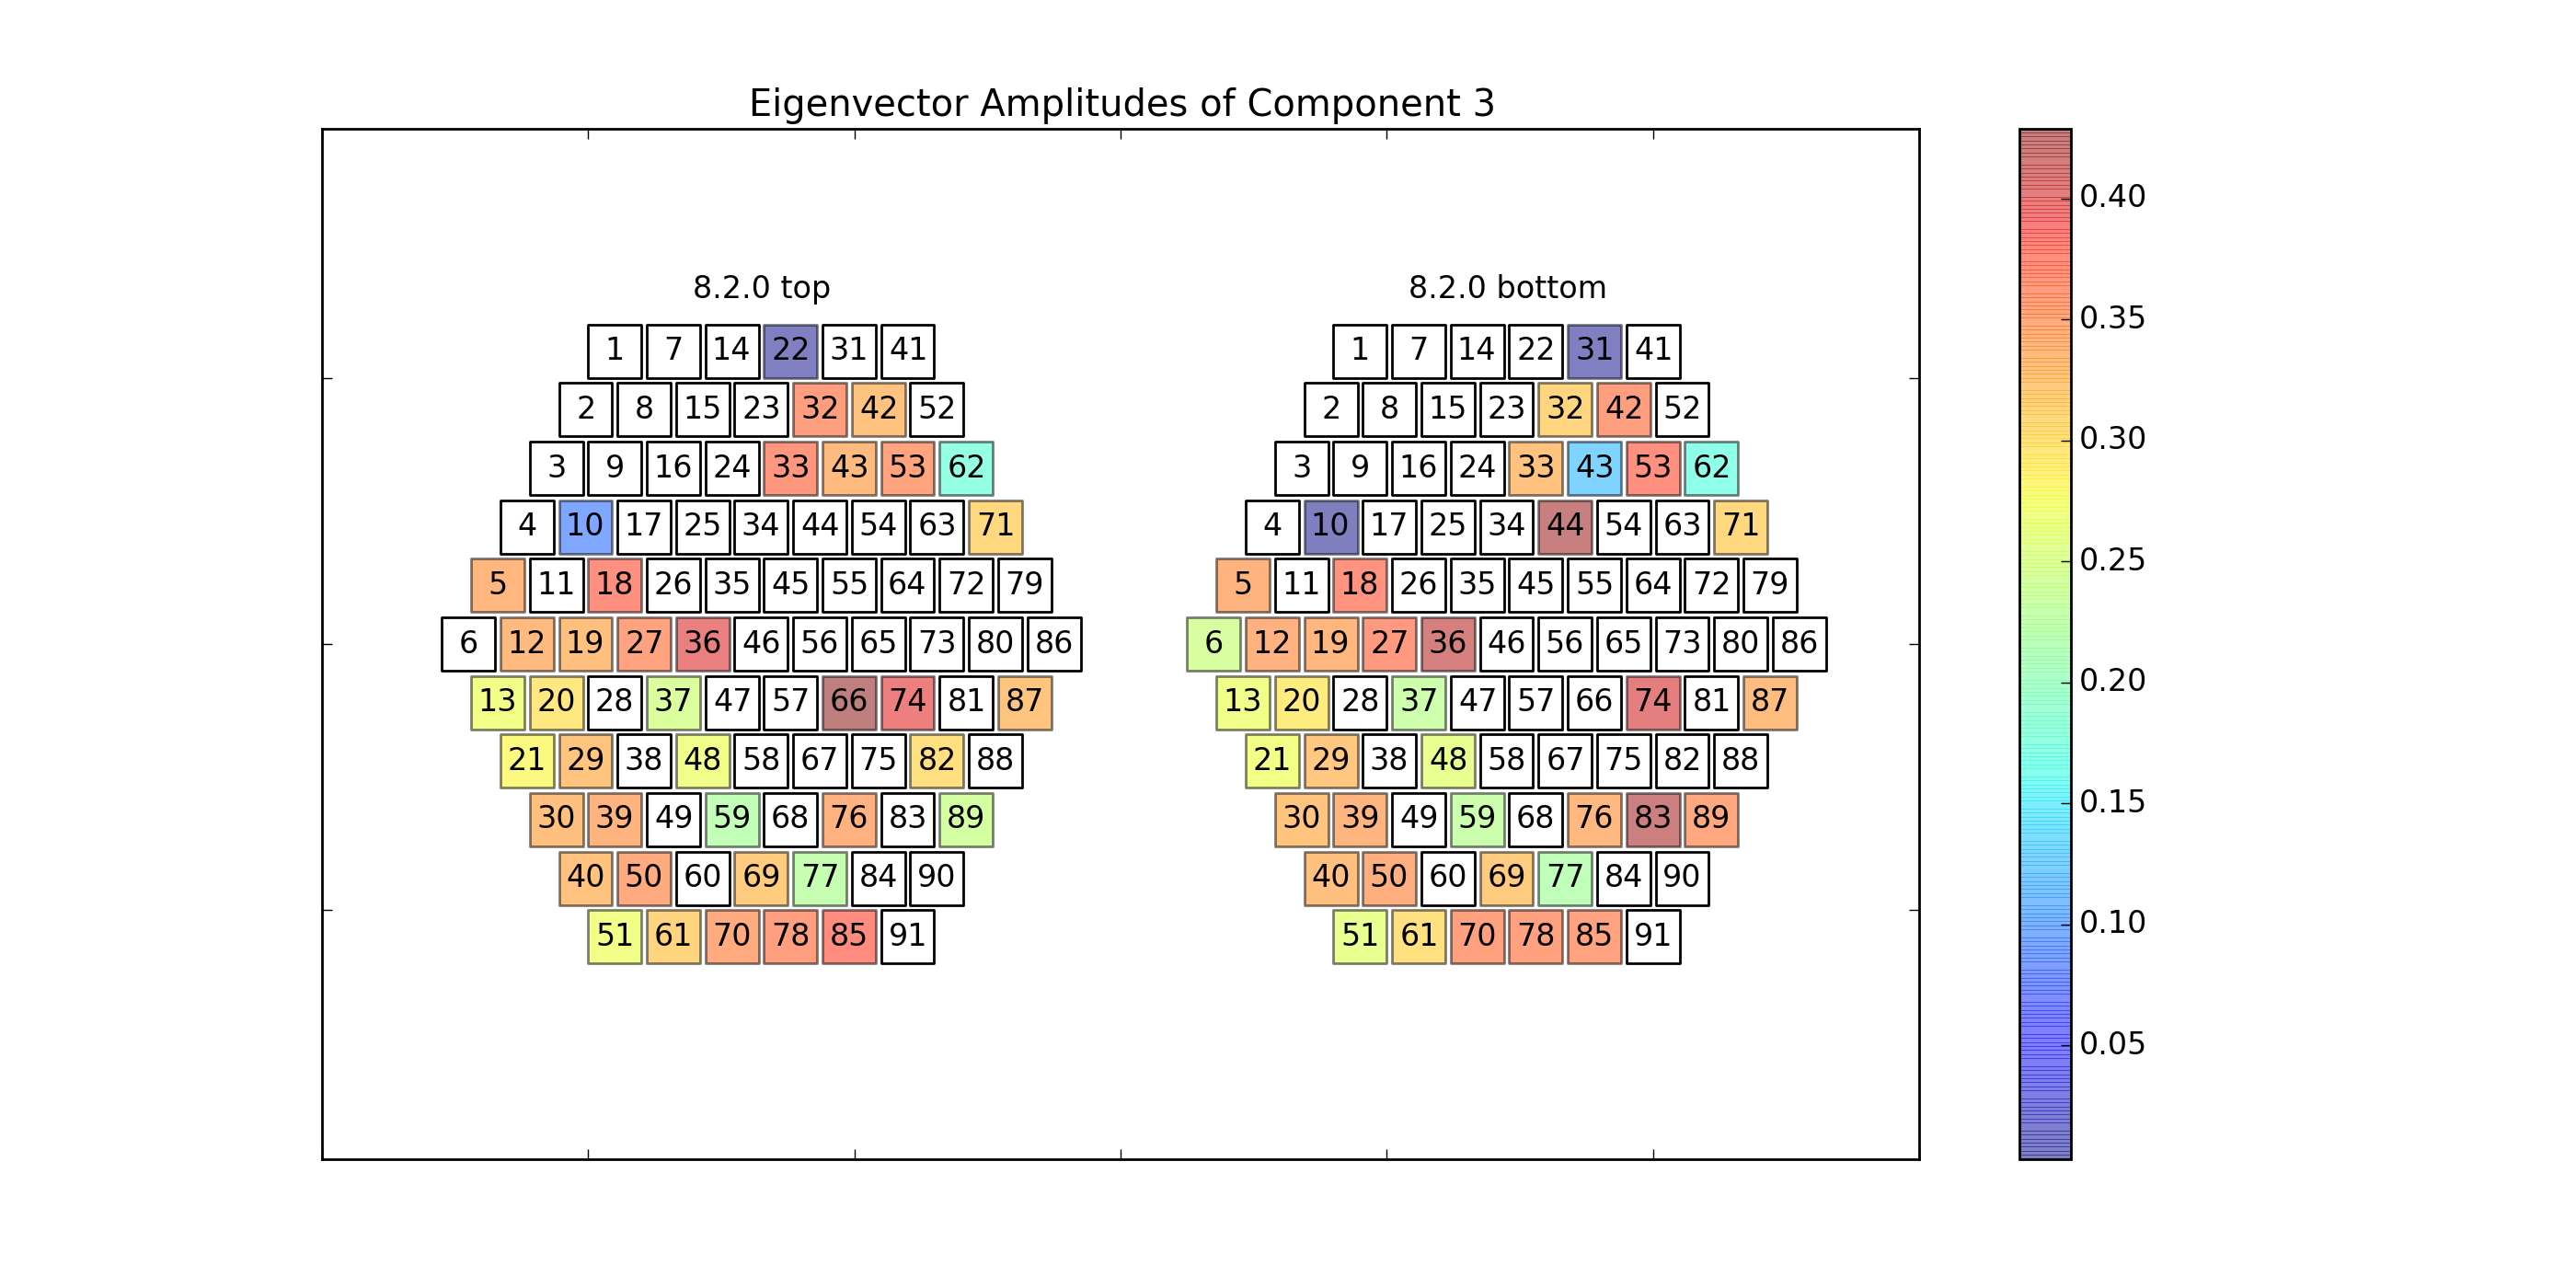 Eigenvector Amplitudes of Component 3
8.2.0 top
1 7 14 22 31 41
2 8 15 23 32 42 52
3 9 16 24 33 43 53 62
4 10 17 25 34 44 54 63 71
5 11 18 26 35 45 55 64 72 79
6 12 19 27 36 46 56 65 73 80 86
13 20 28 37 47 57 66 74 81 87
21 29 38 48 58 67 75 82 88
30 39 49 59 68 76 83 89
40 50 60 69 77 84 90
51 61 70 78 85 91
8.2.0 bottom
1 7 14 22 31 41
2 8 15 23 32 42 52
3 9 16 24 33 43 53 62
4 10 17 25 34 44 54 63 71
5 11 18 26 35 45 55 64 72 79
6 12 19 27 36 46 56 65 73 80 86
13 20 28 37 47 57 66 74 81 87
21 29 38 48 58 67 75 82 88
30 39 49 59 68 76 83 89
40 50 60 69 77 84 90
51 61 70 78 85 91
0.40
0.35
0.30
0.25
0.20
0.15
0.10
0.05